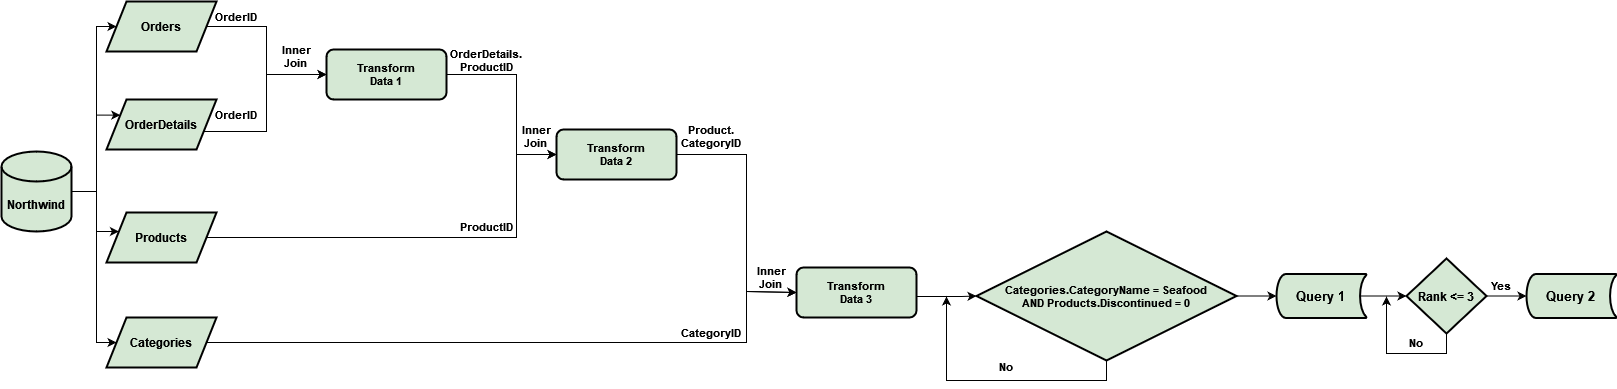 Orders
OrderID
Inner
Join
Transform
Data 1
OrderDetails.
ProductID
OrderDetails
OrderID
Inner
Join
Transform
Data 2
Product.
CategoryID
Northwind
Products
ProductID
Inner
Join
Transform
Data 3
Categories.CategoryName = Seafood
AND Products.Discontinued = 0
Query 1
Rank <= 3
Yes
Query 2
Categories
CategoryID
No
No